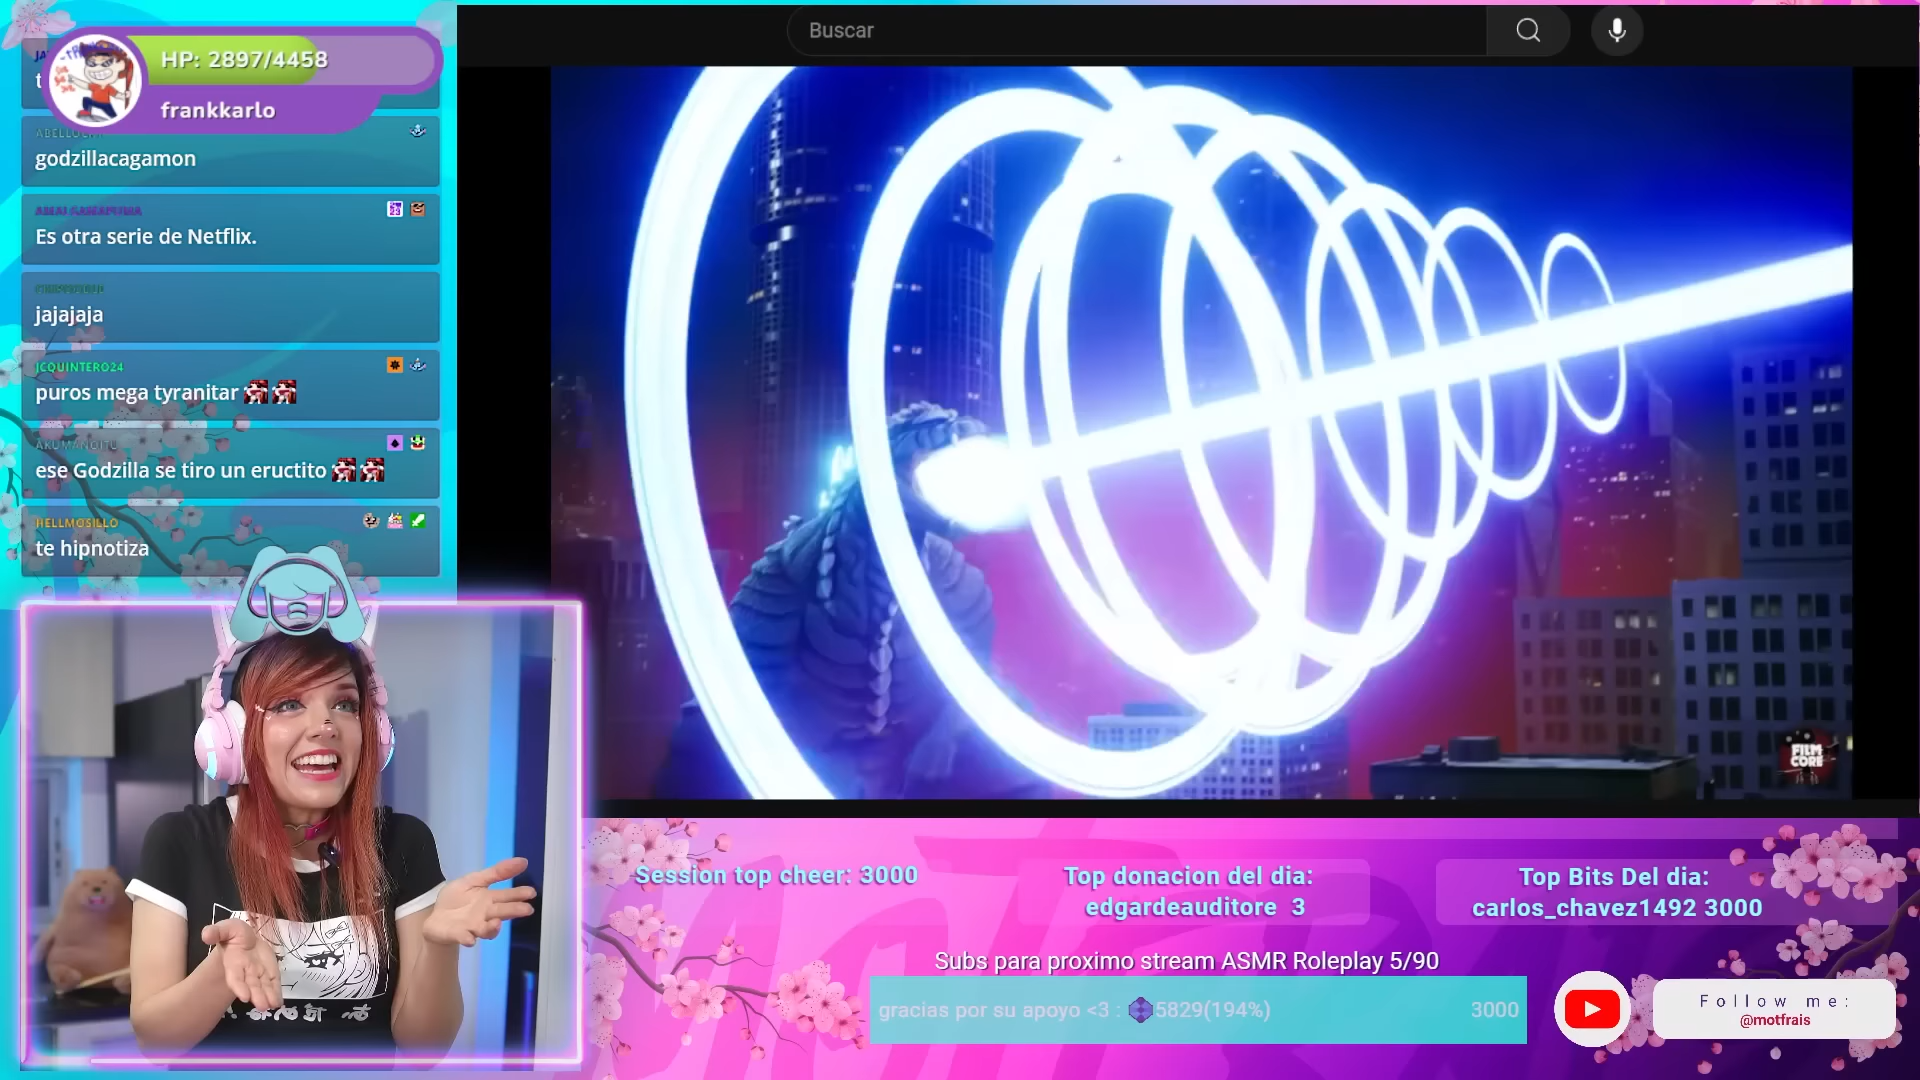 HP: 2897/4458
frankkarlo
godzillacagamon
Es otra serie de Netflix.
jajajaja
JCQUINTERO24
puros mega tyranitar
AKUMANOITU
ese Godzilla se tiro un eructito
HELLMOSILLO
te hipnotiza
Buscar
FILM
CORE
Session top cheer: 3000
Top donacion del dia:
edgardeauditore 3
Top Bits Del dia:
carlos_chavez1492 3000
Subs para proximo stream ASMR Roleplay 5/90
gracias por su apoyo <3 : 5829(194%)
3000
Follow me:
@motfrais